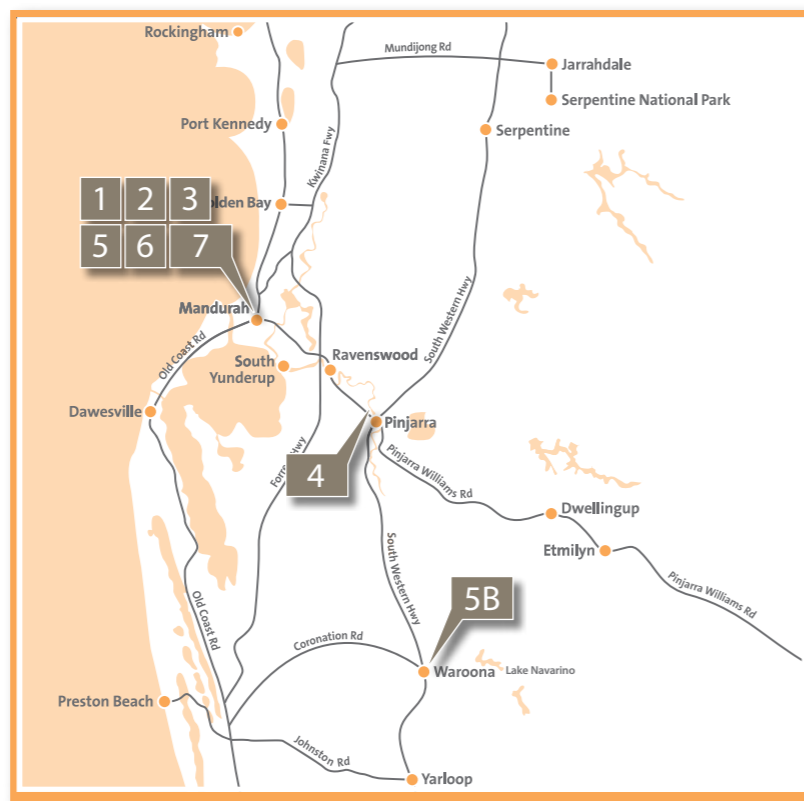 Rockingham
Mundijong Rd
Jarrahdale
Serpentine National Park
Port Kennedy
Serpentine
Kwinana Fwy
1 2 3
olden Bay
5 6 7
Mandurah
South Western Hwy
Old Coast Rd
Ravenswood
South
Yunderup
Dawesville
Pinjarra
4
Hwy
Pinjarra Williams Rd
Dwellingup
Etmilyn
South Western Hwy
Pinjarra Williams Rd
5B
Old Coast Rd
Coronation Rd
Waroona
Lake Navarino
Preston Beach
Johnston Rd
Yarloop